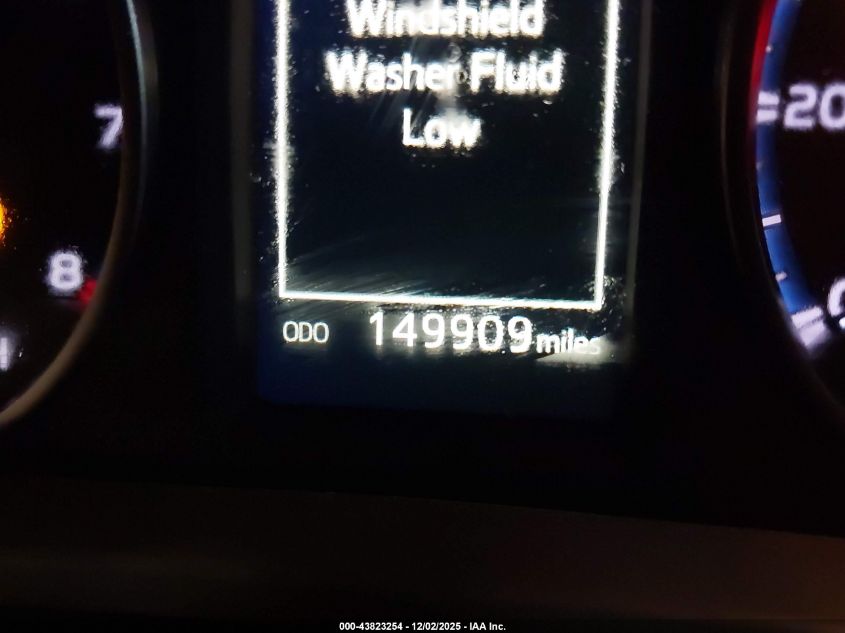 Windshield
Washer Fluid
Low
7
8
20
ODO 149909 miles
000-43823254 - 12/02/2025 - IAA Inc.